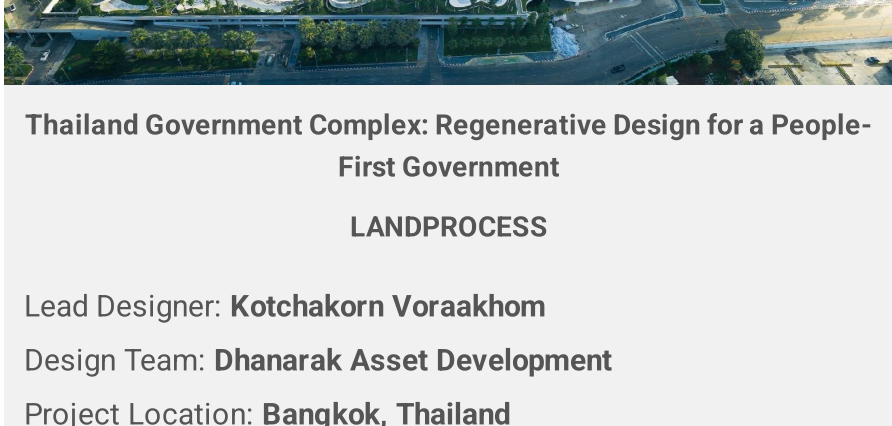 Thailand Government Complex: Regenerative Design for a People-
First Government
LANDPROCESS
Lead Designer: Kotchakorn Voraakhom
Design Team: Dhanarak Asset Development
Project Location: Bangkok, Thailand